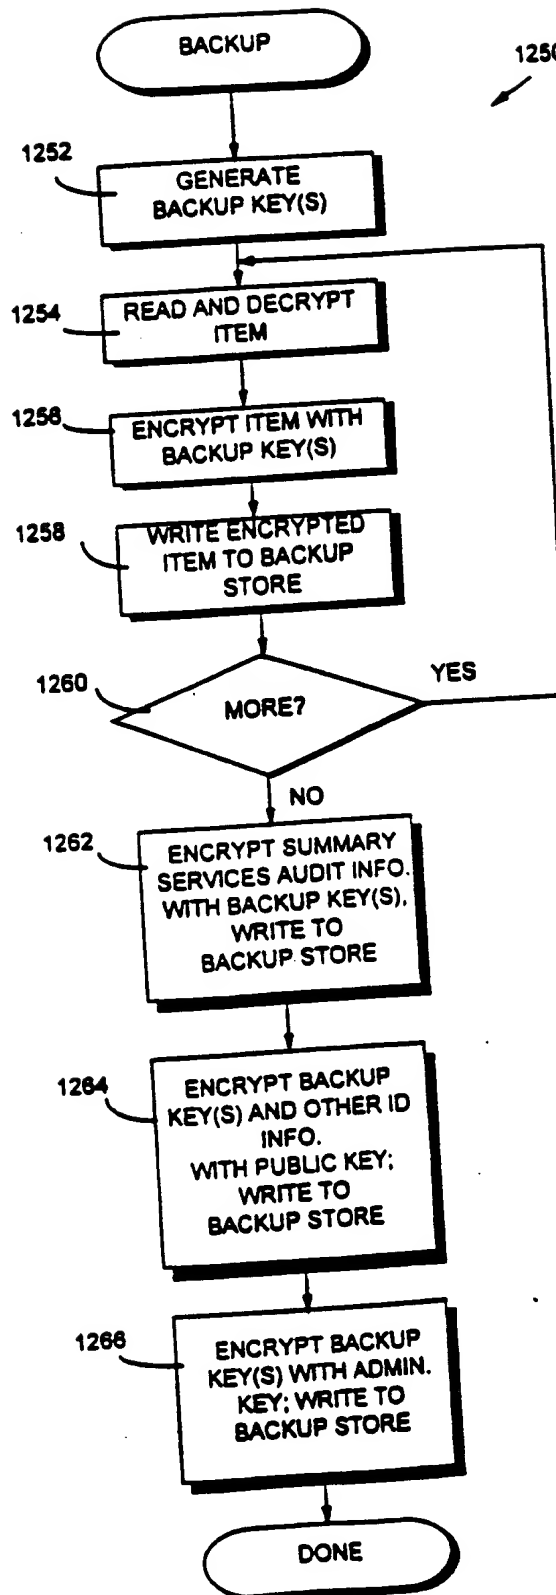 BACKUP
1250
1252
GENERATE
BACKUP KEY(S)
1254
READ AND DECRYPT
ITEM
1256
ENCRYPT ITEM WITH
BACKUP KEY(S)
1258
WRITE ENCRYPTED
ITEM TO BACKUP
STORE
1260
MORE?
YES
NO
1262
ENCRYPT SUMMARY
SERVICES AUDIT INFO.
WITH BACKUP KEY(S),
WRITE TO
BACKUP STORE
1264
ENCRYPT BACKUP
KEY(S) AND OTHER ID
INFO.
WITH PUBLIC KEY;
WRITE TO
BACKUP STORE
1266
ENCRYPT BACKUP
KEY(S) WITH ADMIN.
KEY; WRITE TO
BACKUP STORE
DONE